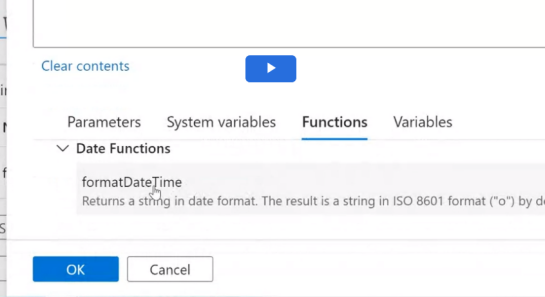 Clear contents
Parameters System variables Functions Variables
Date Functions
formatDateTime
Returns a string in date format. The result is a string in ISO 8601 format ("o") by
OK Cancel